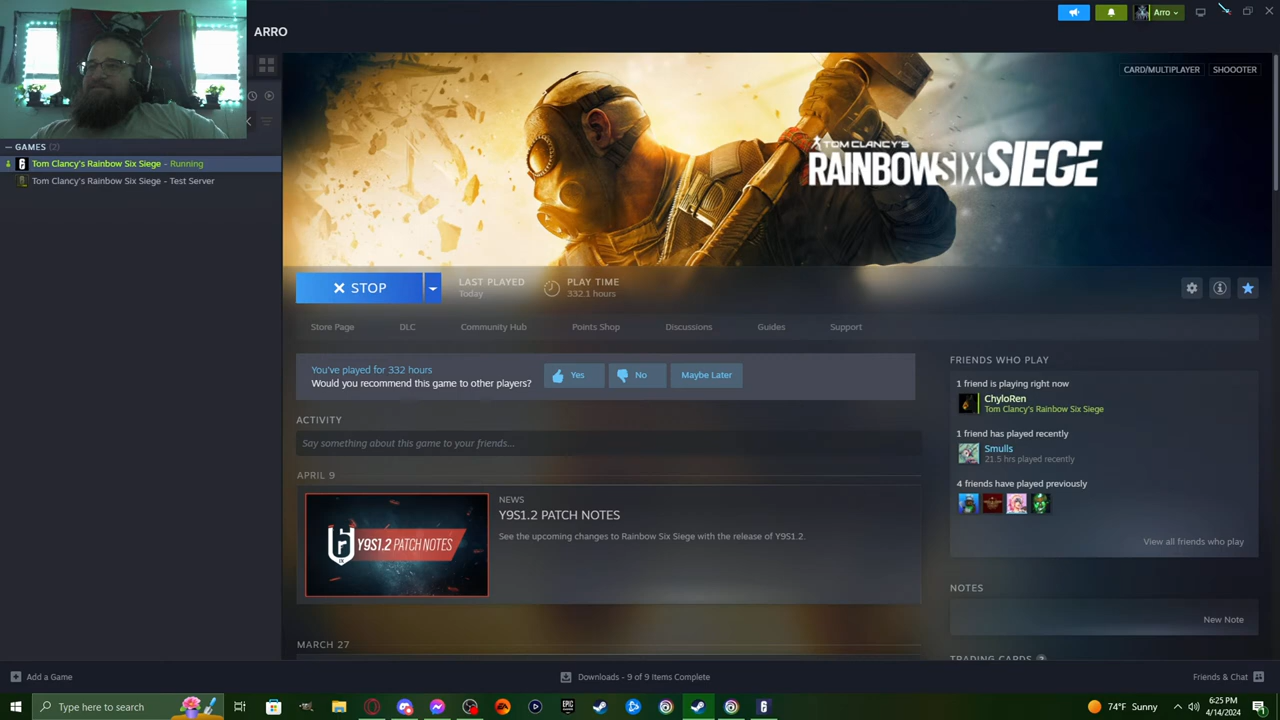 ARRO
Arro
CARD/MULTIPLAYER
SHOOOTER
GAMES (2)
Tom Clancy's Rainbow Six Siege - Running
Tom Clancy's Rainbow Six Siege - Test Server
TOM CLANCY'S
RAINBOWSIX SIEGE
STOP
LAST PLAYED
Today
PLAY TIME
332.1 hours
Store Page
DLC
Community Hub
Points Shop
Discussions
Guides
Support
You've played for 332 hours
Would you recommend this game to other players?
Yes
No
Maybe Later
ACTIVITY
Say something about this game to your friends...
APRIL 9
Y9S1.2 PATCH NOTES
NEWS
Y9S1.2 PATCH NOTES
See the upcoming changes to Rainbow Six Siege with the release of Y9S1.2.
MARCH 27
FRIENDS WHO PLAY
1 friend is playing right now
ChyloRen
Tom Clancy's Rainbow Six Siege
1 friend has played recently
Smulls
21.5 hrs played recently
4 friends have played previously
View all friends who play
NOTES
New Note
TRADING CARDS
Add a Game
Downloads - 9 of 9 Items Complete
Friends & Chat
Type here to search
74°F Sunny
6:25 PM
4/14/2024